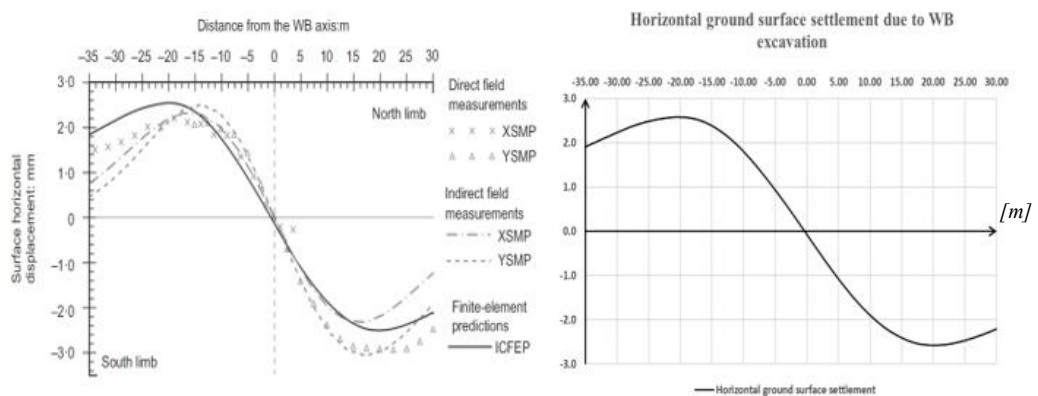 Distance from the WB axis:m
−35 −30 −25 −20 −15 −10 −5 0 5 10 15 20 25 30
3·0
2·0
1·0
0
−1·0
−2·0
−3·0
Surface horizontal
displacement: mm
North limb
South limb
Direct field
measurements
XSMP
YSMP
Indirect field
measurements
XSMP
YSMP
Finite-element
predictions
ICFEP
Horizontal ground surface settlement due to WB
excavation
-35.00 -30.00 -25.00 -20.00 -15.00 -10.00 -5.00 0.00 5.00 10.00 15.00 20.00 25.00 30.00
3.0
2.0
1.0
0.0
-1.0
-2.0
-3.0
[m]
Horizontal ground surface settlement